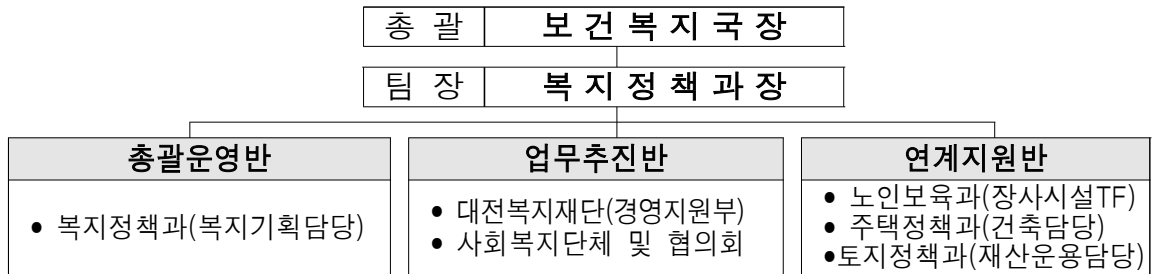 총 괄 보 건 복 지 국 장
팀 장 복 지 정 책 과 장
총괄운영반
• 복지정책과(복지기획담당)
업무추진반
• 대전복지재단(경영지원부)
• 사회복지단체 및 협의회
연계지원반
• 노인보육과(장사시설TF)
• 주택정책과(건축담당)
•토지정책과(재산운용담당)